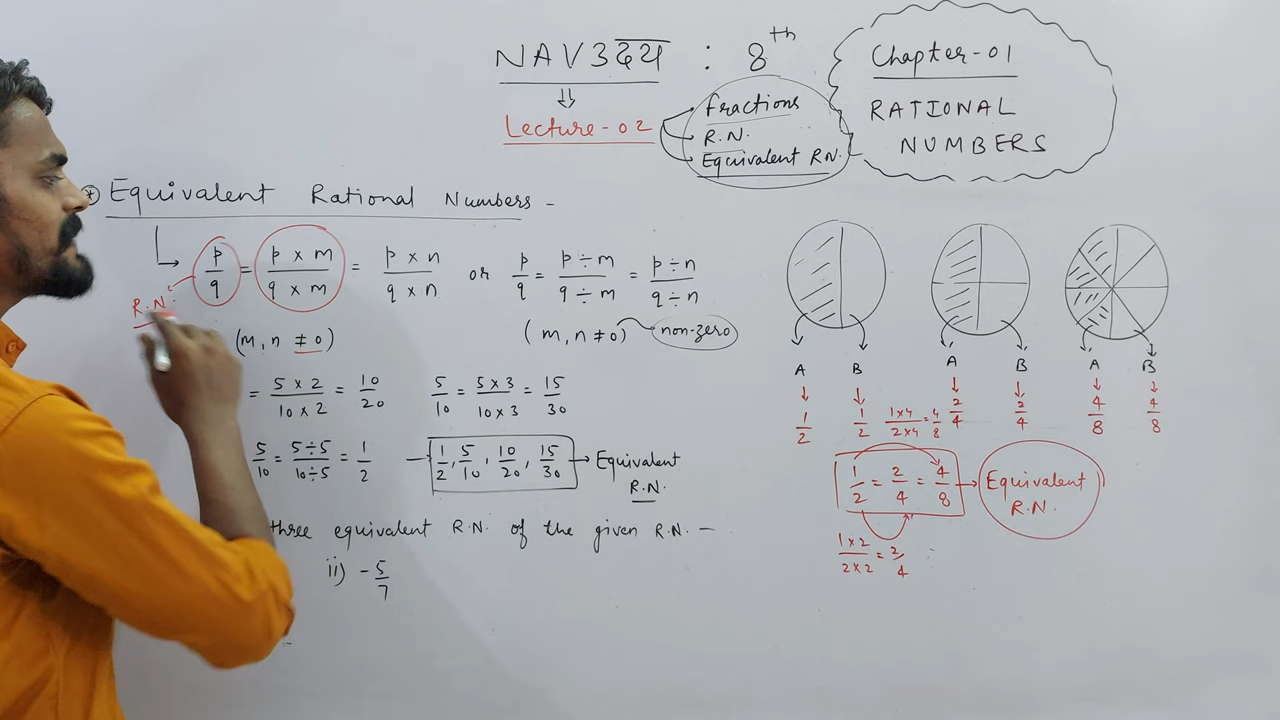 NAV3दय : 8th
⇓
Lecture-02
Fractions
R.N.
Equivalent R.N.
Chapter-01
RATIONAL
NUMBERS
Equivalent Rational Numbers -
p/q = p × m / q × m = p × n / q × n or p/q = p ÷ m / q ÷ m = p ÷ n / q ÷ n
R.N.
(m, n ≠ 0) (m, n ≠ 0) non-zero
= 5 × 2 / 10 × 2 = 10/20 5/10 = 5 × 3 / 10 × 3 = 15/30
5/10 = 5 ÷ 5 / 10 ÷ 5 = 1/2 — 1/2, 5/10, 10/20, 15/30 → Equivalent
R.N.
three equivalent R.N. of the given R.N. -
ii) -5/7
A B A B A B
1/2 1/2 2/4 2/4 4/8 4/8
1×4/2×4 = 4/8
1/2 = 2/4 = 4/8 → Equivalent
R.N.
1×2/2×2 = 2/4